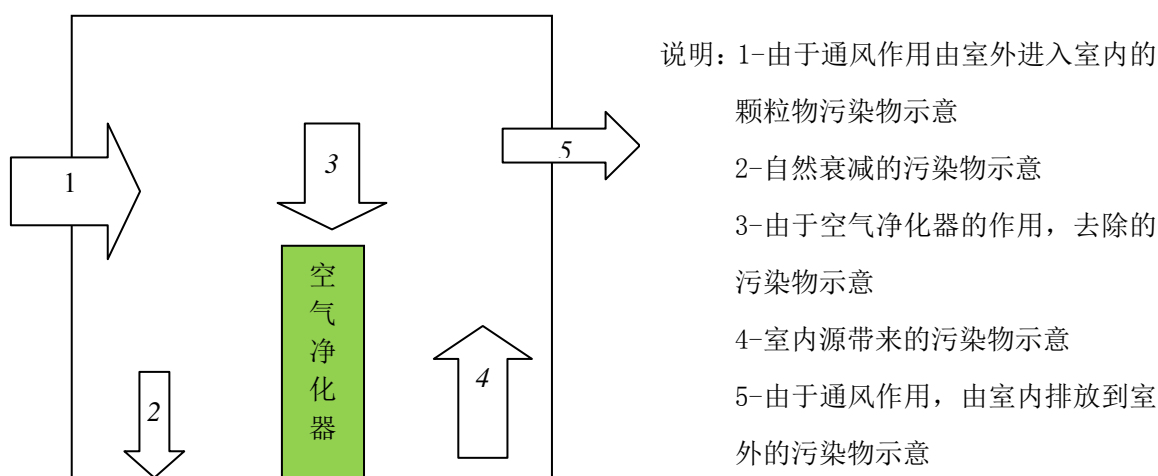 说明：1-由于通风作用由室外进入室内的
颗粒物污染物示意
2-自然衰减的污染物示意
3-由于空气净化器的作用，去除的
污染物示意
4-室内源带来的污染物示意
5-由于通风作用，由室内排放到室
外的污染物示意
1
3
5
空
气
净
化
器
4
2